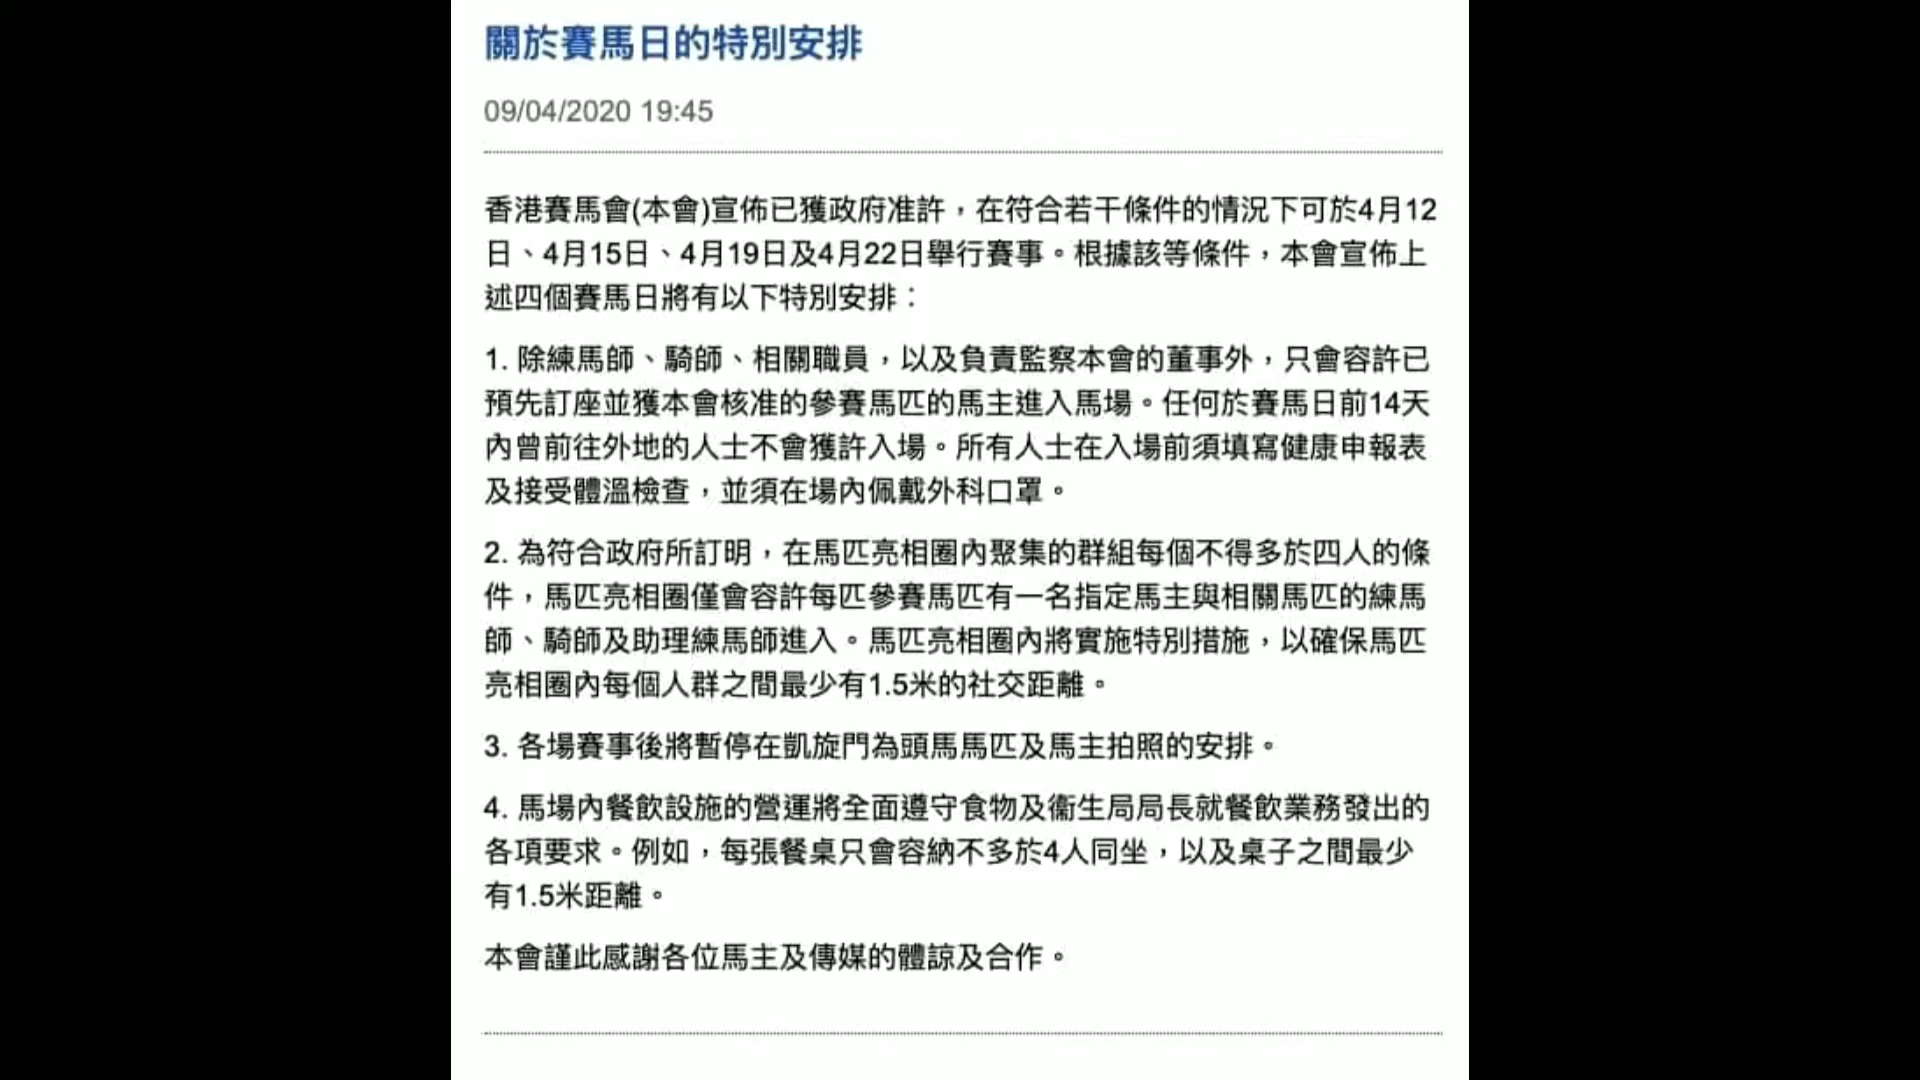 關於賽馬日的特別安排
09/04/2020 19:45
香港賽馬會(本會)宣佈已獲政府准許，在符合若干條件的情況下可於4月12
日、4月15日、4月19日及4月22日舉行賽事。根據該等條件，本會宣佈上
述四個賽馬日將有以下特別安排：
1. 除練馬師、騎師、相關職員，以及負責監察本會的董事外，只會容許已
預先訂座並獲本會核准的參賽馬匹的馬主進入馬場。任何於賽馬日前14天
內曾前往外地的人士不會獲許入場。所有人士在入場前須填寫健康申報表
及接受體溫檢查，並須在場內佩戴外科口罩。
2. 為符合政府所訂明，在馬匹亮相圈內聚集的群組每個不得多於四人的條
件，馬匹亮相圈僅會容許每匹參賽馬匹有一名指定馬主與相關馬匹的練馬
師、騎師及助理練馬師進入。馬匹亮相圈內將實施特別措施，以確保馬匹
亮相圈內每個人群之間最少有1.5米的社交距離。
3. 各場賽事後將暫停在凱旋門為頭馬馬匹及馬主拍照的安排。
4. 馬場內餐飲設施的營運將全面遵守食物及衞生局局長就餐飲業務發出的
各項要求。例如，每張餐桌只會容納不多於4人同坐，以及桌子之間最少
有1.5米距離。
本會謹此感謝各位馬主及傳媒的體諒及合作。